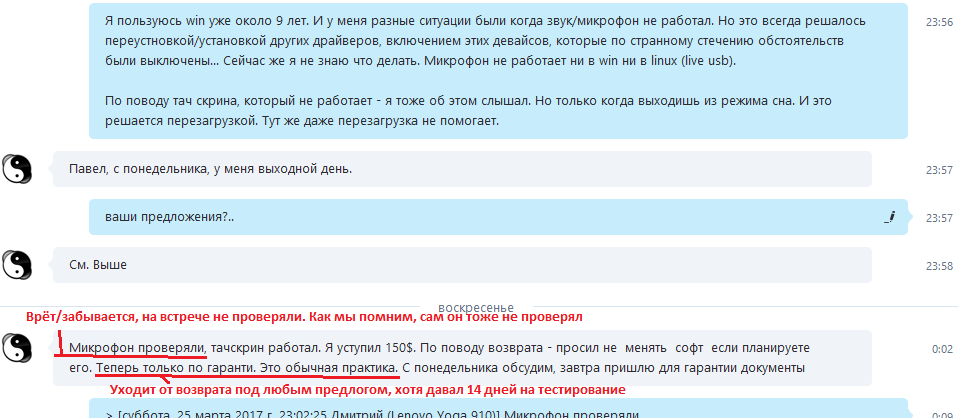 Я пользуюсь win уже около 9 лет. И у меня разные ситуации были когда звук/микрофон не работал. Но это всегда решалось
23:56
переустновкой/установкой других драйверов, включением этих девайсов, которые по странному стечению обстоятельств
были выключены... Сейчас же я не знаю что делать. Микрофон не работает ни в win ни в linux (live usb).
По поводу тач скрина, который не работает - я тоже об этом слышал. Но только когда выходишь из режима сна. И это
решается перезагрузкой. Тут же даже перезагрузка не помогает.
Павел, с понедельника, у меня выходной день.
23:57
ваши предложения?..
23:57
См. Выше
23:58
воскресенье
Врёт/забывается, на встрече не проверяли. Как мы помним, сам он тоже не проверял
Микрофон проверяли, тачскрин работал. Я уступил 150$. По поводу возврата - просил не менять софт если планируете
0:02
его. Теперь только по гаранти. Это обычная практика. С понедельника обсудим, завтра пришлю для гарантии документы
Уходит от возврата под любым предлогом, хотя давал 14 дней на тестирование
> [суббота, 25 марта 2017 г. 23:02:25 Дмитрий (Lenovo Yoga 910)] Микрофон проверяли
0:09